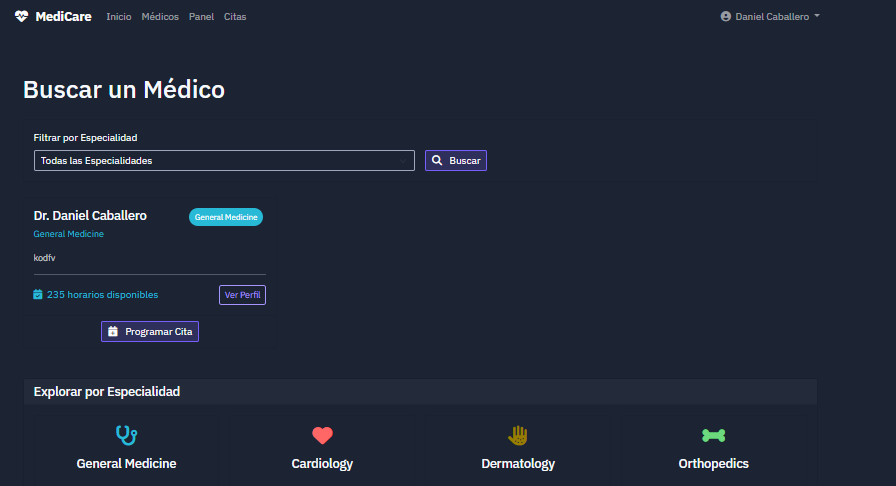 MediCare Inicio Médicos Panel Citas Daniel Caballero
Buscar un Médico
Filtrar por Especialidad
Todas las Especialidades Buscar
Dr. Daniel Caballero General Medicine
General Medicine
kodfv
235 horarios disponibles Ver Perfil
Programar Cita
Explorar por Especialidad
General Medicine Cardiology Dermatology Orthopedics